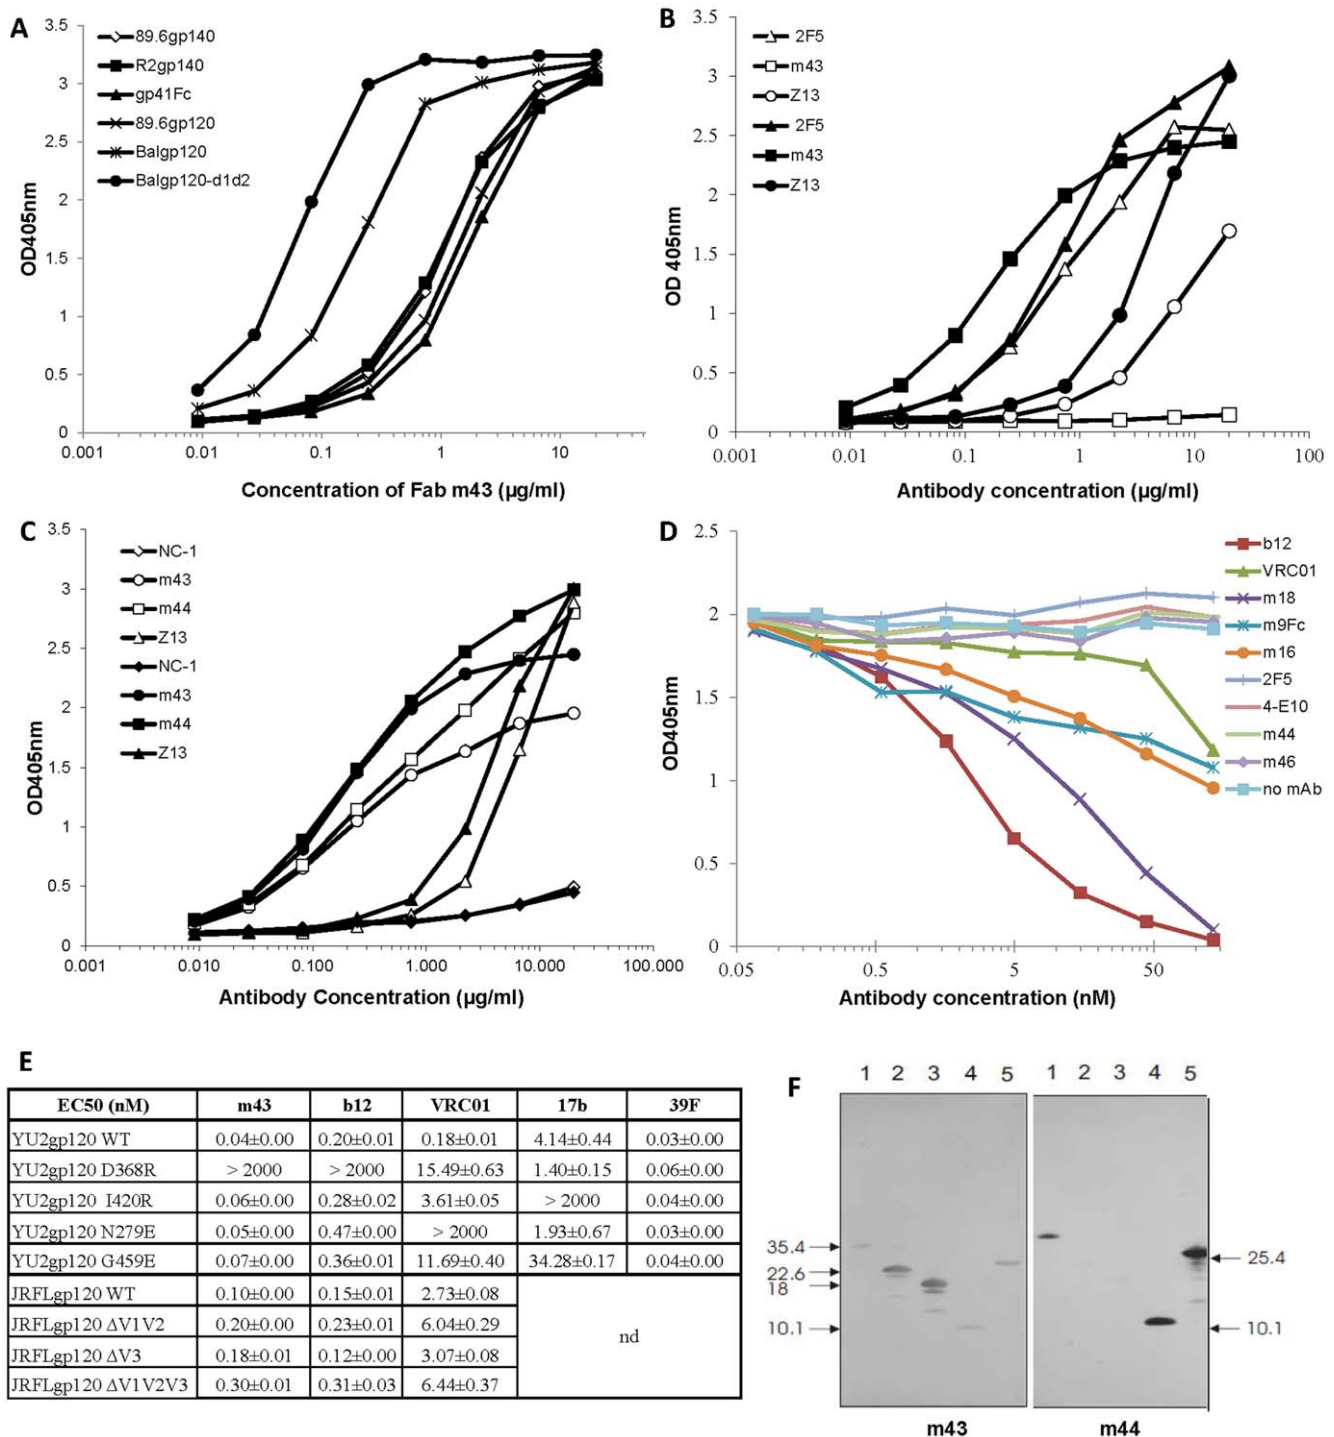 A
3.5
3
2.5
2
1.5
1
0.5
0
OD405nm
89.6gp140
R2gp140
gp41Fc
89.6gp120
Balgp120
Balgp120-d1d2
0.001 0.01 0.1 1 10
Concentration of Fab m43 (µg/ml)
B
3.5
3
2.5
2
1.5
1
0.5
0
OD 405nm
2F5
m43
Z13
2F5
m43
Z13
0.001 0.01 0.1 1 10 100
Antibody concentration (µg/ml)
C
3.5
3
2.5
2
1.5
1
0.5
0
OD405nm
NC-1
m43
m44
Z13
NC-1
m43
m44
Z13
0.001 0.010 0.100 1.000 10.000 100.000
Antibody Concentration (µg/ml)
D
2.5
2
1.5
1
0.5
0
OD405nm
b12
VRC01
m18
m9Fc
m16
2F5
4-E10
m44
m46
no mAb
0.05 0.5 5 50
Antibody concentration (nM)
E
EC50 (nM) m43 b12 VRC01 17b 39F
YU2gp120 WT 0.04±0.00 0.20±0.01 0.18±0.01 4.14±0.44 0.03±0.00
YU2gp120 D368R > 2000 > 2000 15.49±0.63 1.40±0.15 0.06±0.00
YU2gp120 I420R 0.06±0.00 0.28±0.02 3.61±0.05 > 2000 0.04±0.00
YU2gp120 N279E 0.05±0.00 0.47±0.00 > 2000 1.93±0.67 0.03±0.00
YU2gp120 G459E 0.07±0.00 0.36±0.01 11.69±0.40 34.28±0.17 0.04±0.00
JRFLgp120 WT 0.10±0.00 0.15±0.01 2.73±0.08
JRFLgp120 ΔV1V2 0.20±0.00 0.23±0.01 6.04±0.29
nd
JRFLgp120 ΔV3 0.18±0.01 0.12±0.00 3.07±0.08
JRFLgp120 ΔV1V2V3 0.30±0.01 0.31±0.03 6.44±0.37
F
1 2 3 4 5 1 2 3 4 5
35.4
22.6
18
10.1
25.4
10.1
m43 m44